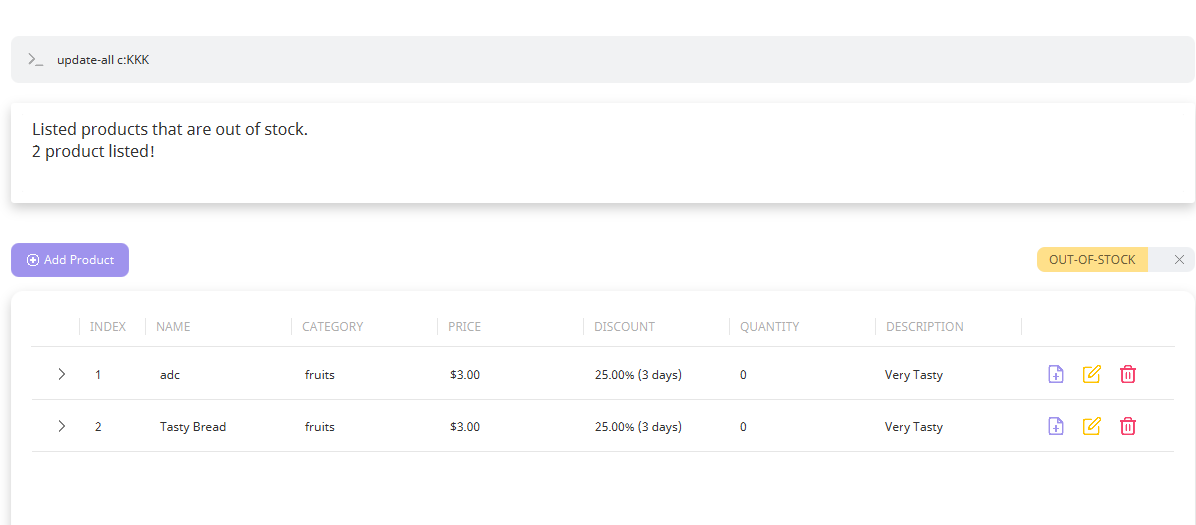 update-all c:KKK
Listed products that are out of stock.
2 product listed!
Add Product
OUT-OF-STOCK
INDEX NAME CATEGORY PRICE DISCOUNT QUANTITY DESCRIPTION
1 adc fruits $3.00 25.00% (3 days) 0 Very Tasty
2 Tasty Bread fruits $3.00 25.00% (3 days) 0 Very Tasty